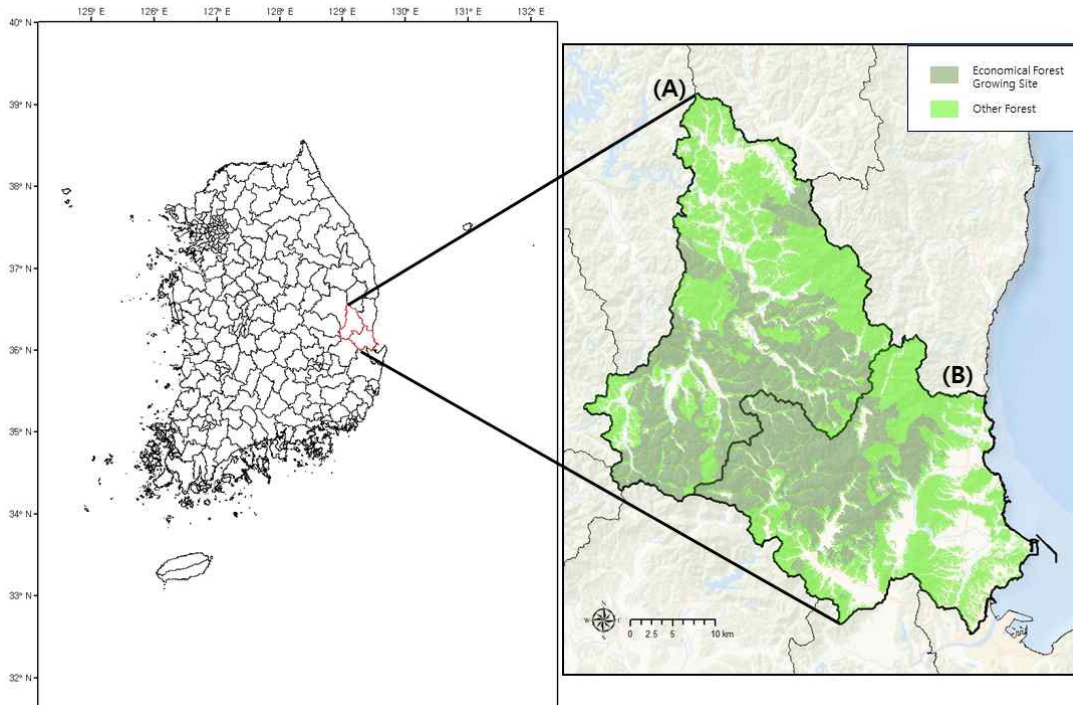 125° E 126° E 127° E 128° E 129° E 130° E 131° E 132° E
40° N
39° N
38° N
37° N
36° N
35° N
34° N
33° N
32° N
Economical Forest
Growing Site
Other Forest
(A)
(B)
N
W E
S
0 2.5 5 10 km